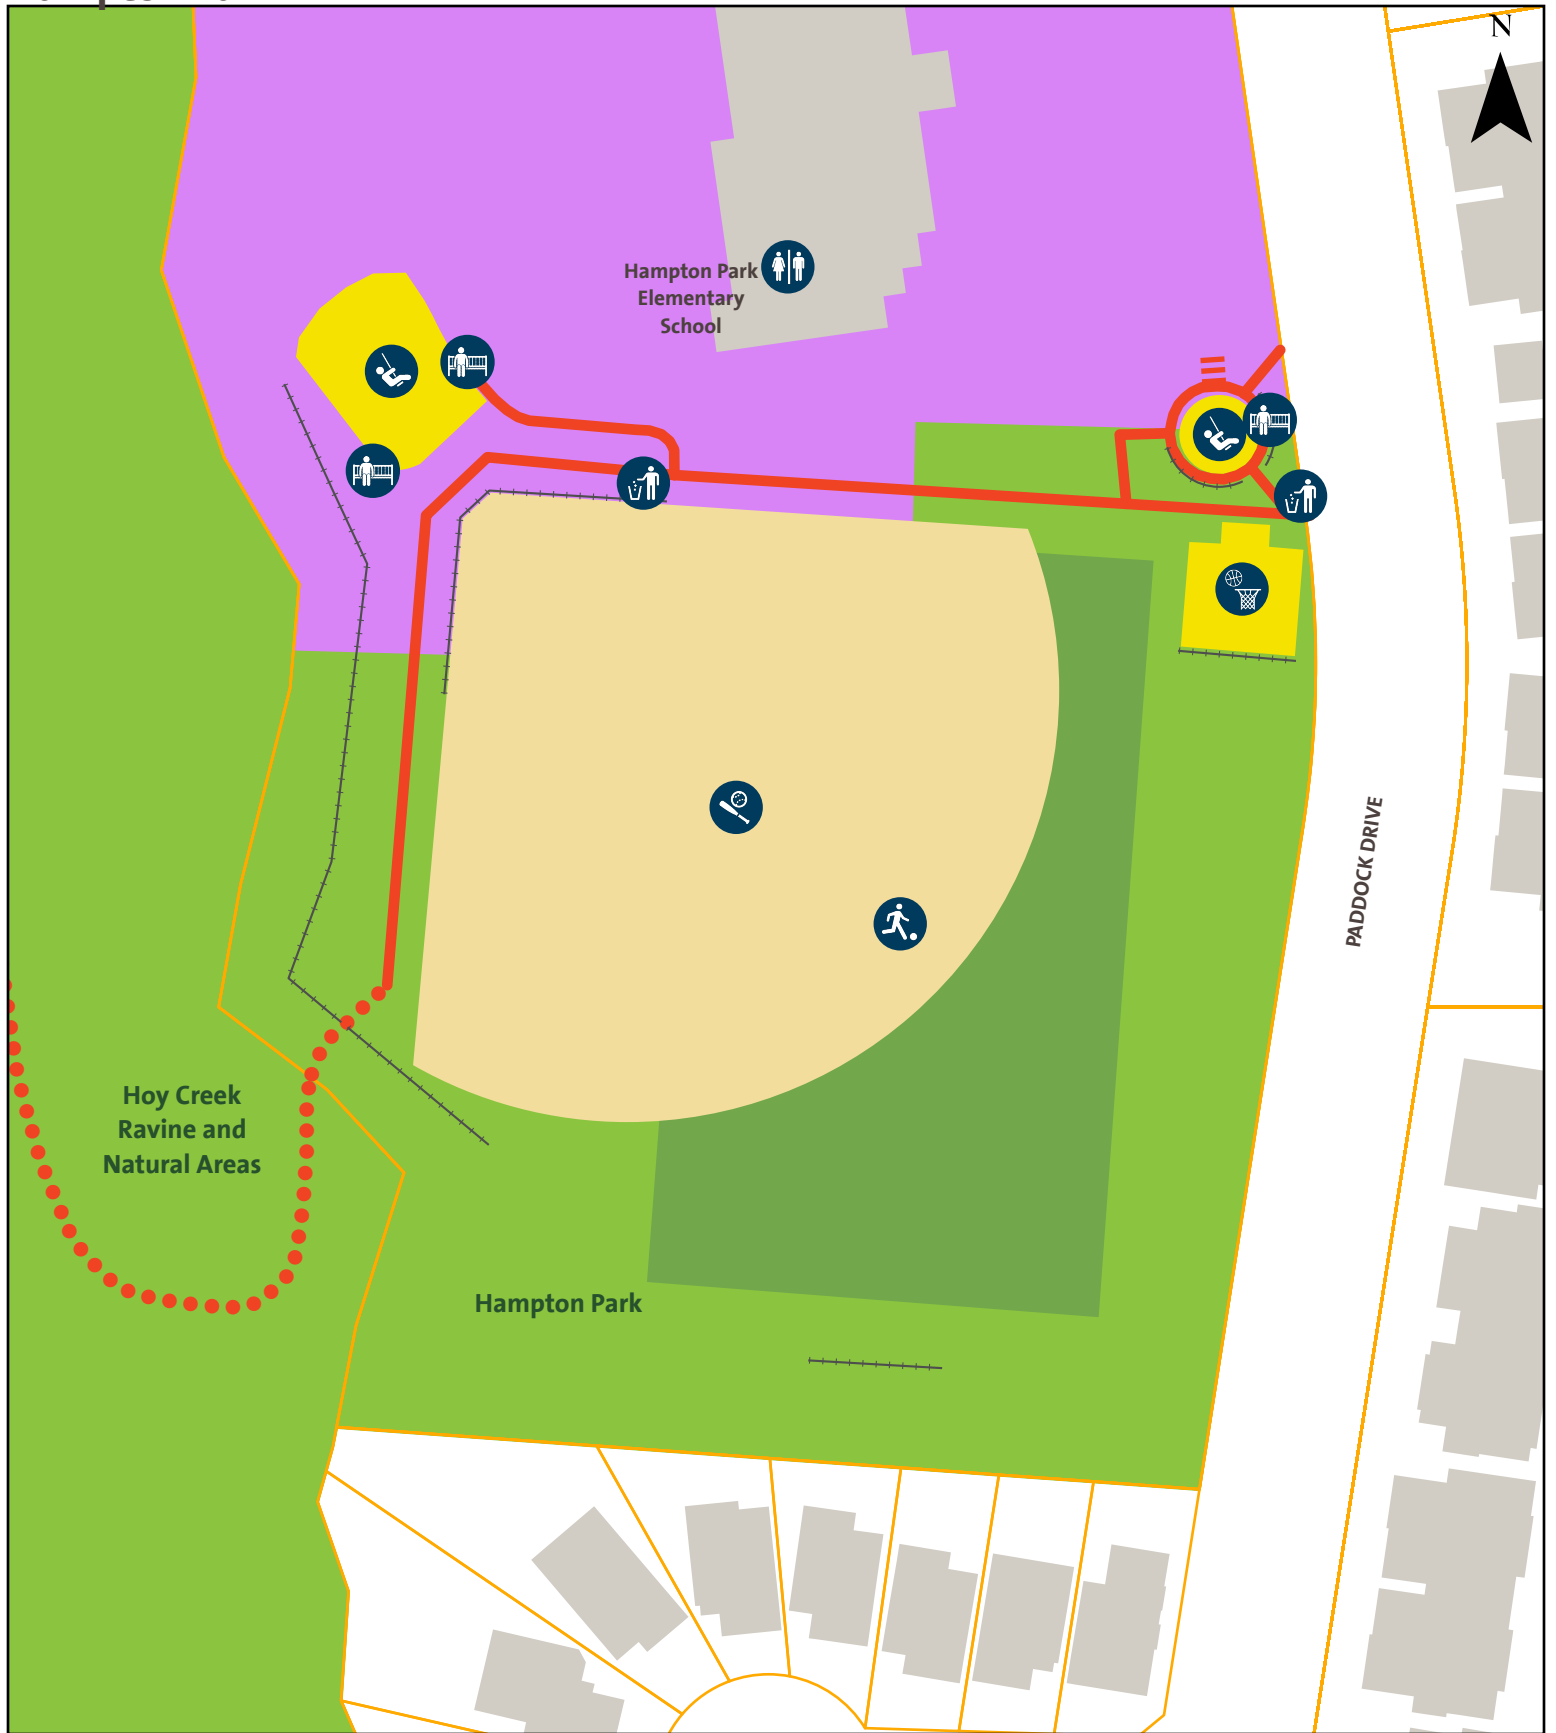 N
Hampton Park
Elementary
School
PADDOCK DRIVE
Hoy Creek
Ravine and
Natural Areas
Hampton Park